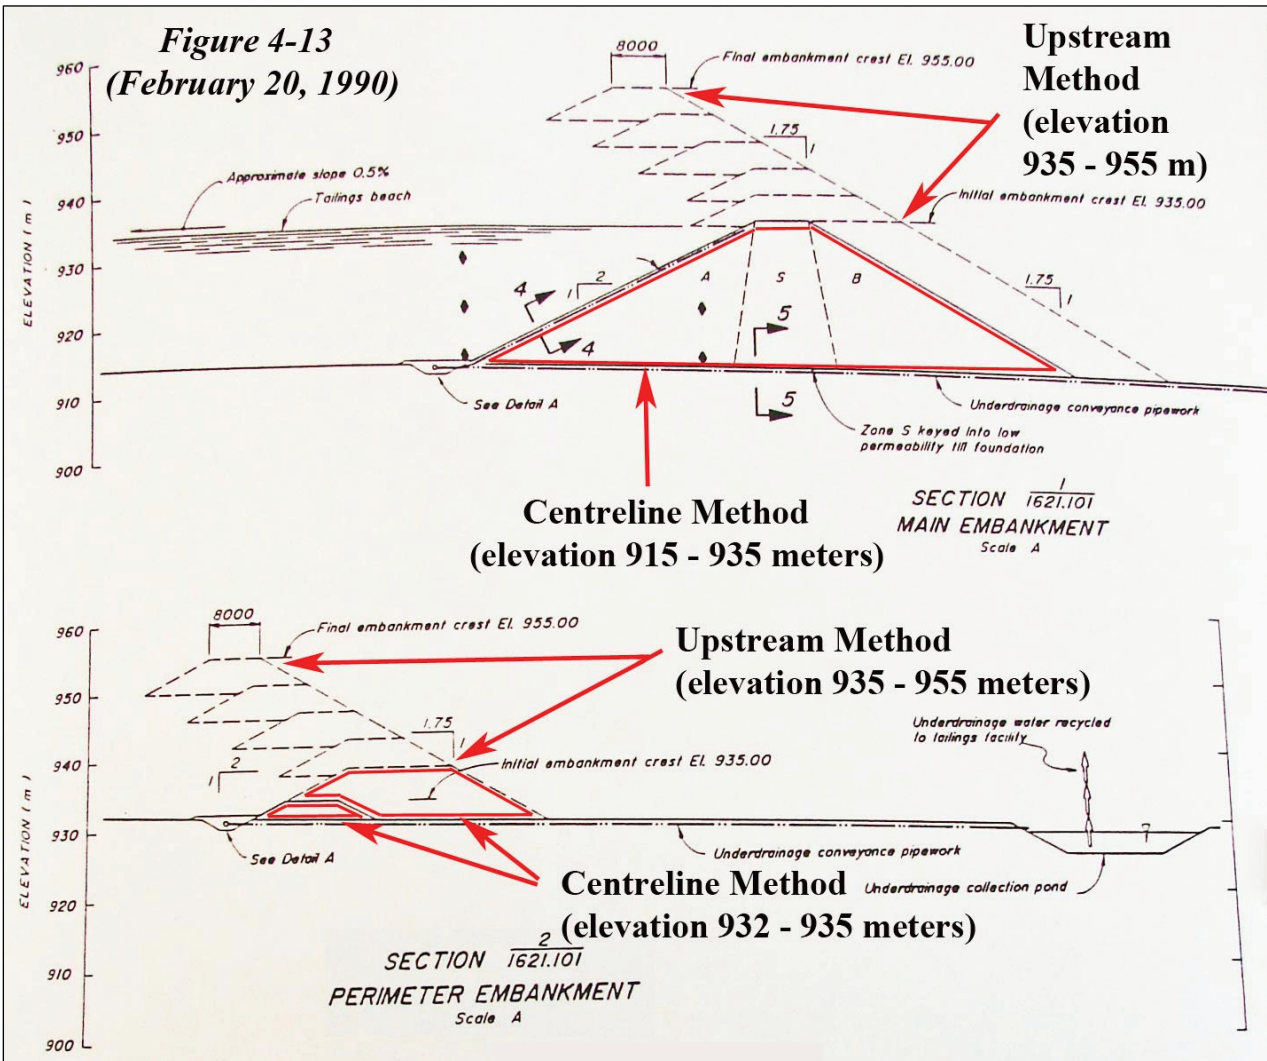 Figure 4-13
(February 20, 1990)
Upstream
Method
(elevation
935 - 955 m)
8000
Final embankment crest El. 955.00
960
950
940
930
920
910
900
ELEVATION ( m )
1.75
1
Approximate slope 0.5%
Tailings beach
Initial embankment crest El. 935.00
2
1
4
4
A
S
B
5
5
1.75
1
See Detail A
Underdrainage conveyance pipework
Zone S keyed into low
permeability till foundation
Centreline Method
(elevation 915 - 935 meters)
SECTION 1
1621.101
MAIN EMBANKMENT
Scale A
8000
Final embankment crest El. 955.00
960
950
940
930
920
910
900
ELEVATION ( m )
Upstream Method
(elevation 935 - 955 meters)
1.75
1
2
1
Initial embankment crest El. 935.00
Underdrainage water recycled
to tailings facility
See Detail A
Underdrainage conveyance pipework
Underdrainage collection pond
Centreline Method
(elevation 932 - 935 meters)
SECTION 2
1621.101
PERIMETER EMBANKMENT
Scale A